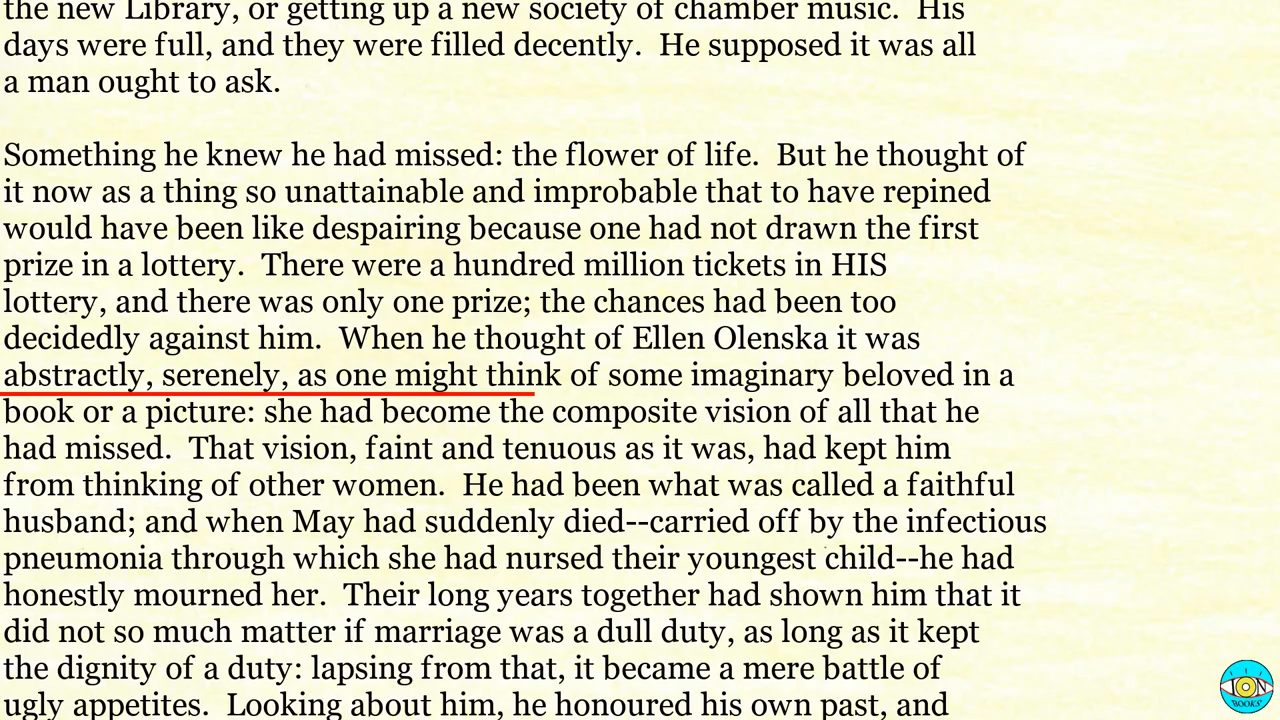 the new Library, or getting up a new society of chamber music.  His
days were full, and they were filled decently.  He supposed it was all
a man ought to ask.
Something he knew he had missed: the flower of life.  But he thought of
it now as a thing so unattainable and improbable that to have repined
would have been like despairing because one had not drawn the first
prize in a lottery.  There were a hundred million tickets in HIS
lottery, and there was only one prize; the chances had been too
decidedly against him.  When he thought of Ellen Olenska it was
abstractly, serenely, as one might think of some imaginary beloved in a
book or a picture: she had become the composite vision of all that he
had missed.  That vision, faint and tenuous as it was, had kept him
from thinking of other women.  He had been what was called a faithful
husband; and when May had suddenly died--carried off by the infectious
pneumonia through which she had nursed their youngest child--he had
honestly mourned her.  Their long years together had shown him that it
did not so much matter if marriage was a dull duty, as long as it kept
the dignity of a duty: lapsing from that, it became a mere battle of
ugly appetites.  Looking about him, he honoured his own past, and
ION
BOOKS